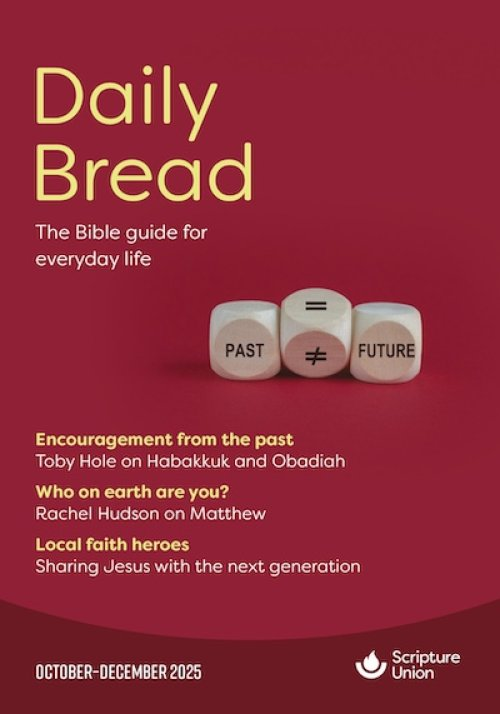 Daily
Bread
The Bible guide for
everyday life
=
PAST ≠ FUTURE
Encouragement from the past
Toby Hole on Habakkuk and Obadiah
Who on earth are you?
Rachel Hudson on Matthew
Local faith heroes
Sharing Jesus with the next generation
OCTOBER–DECEMBER 2025
Scripture
Union